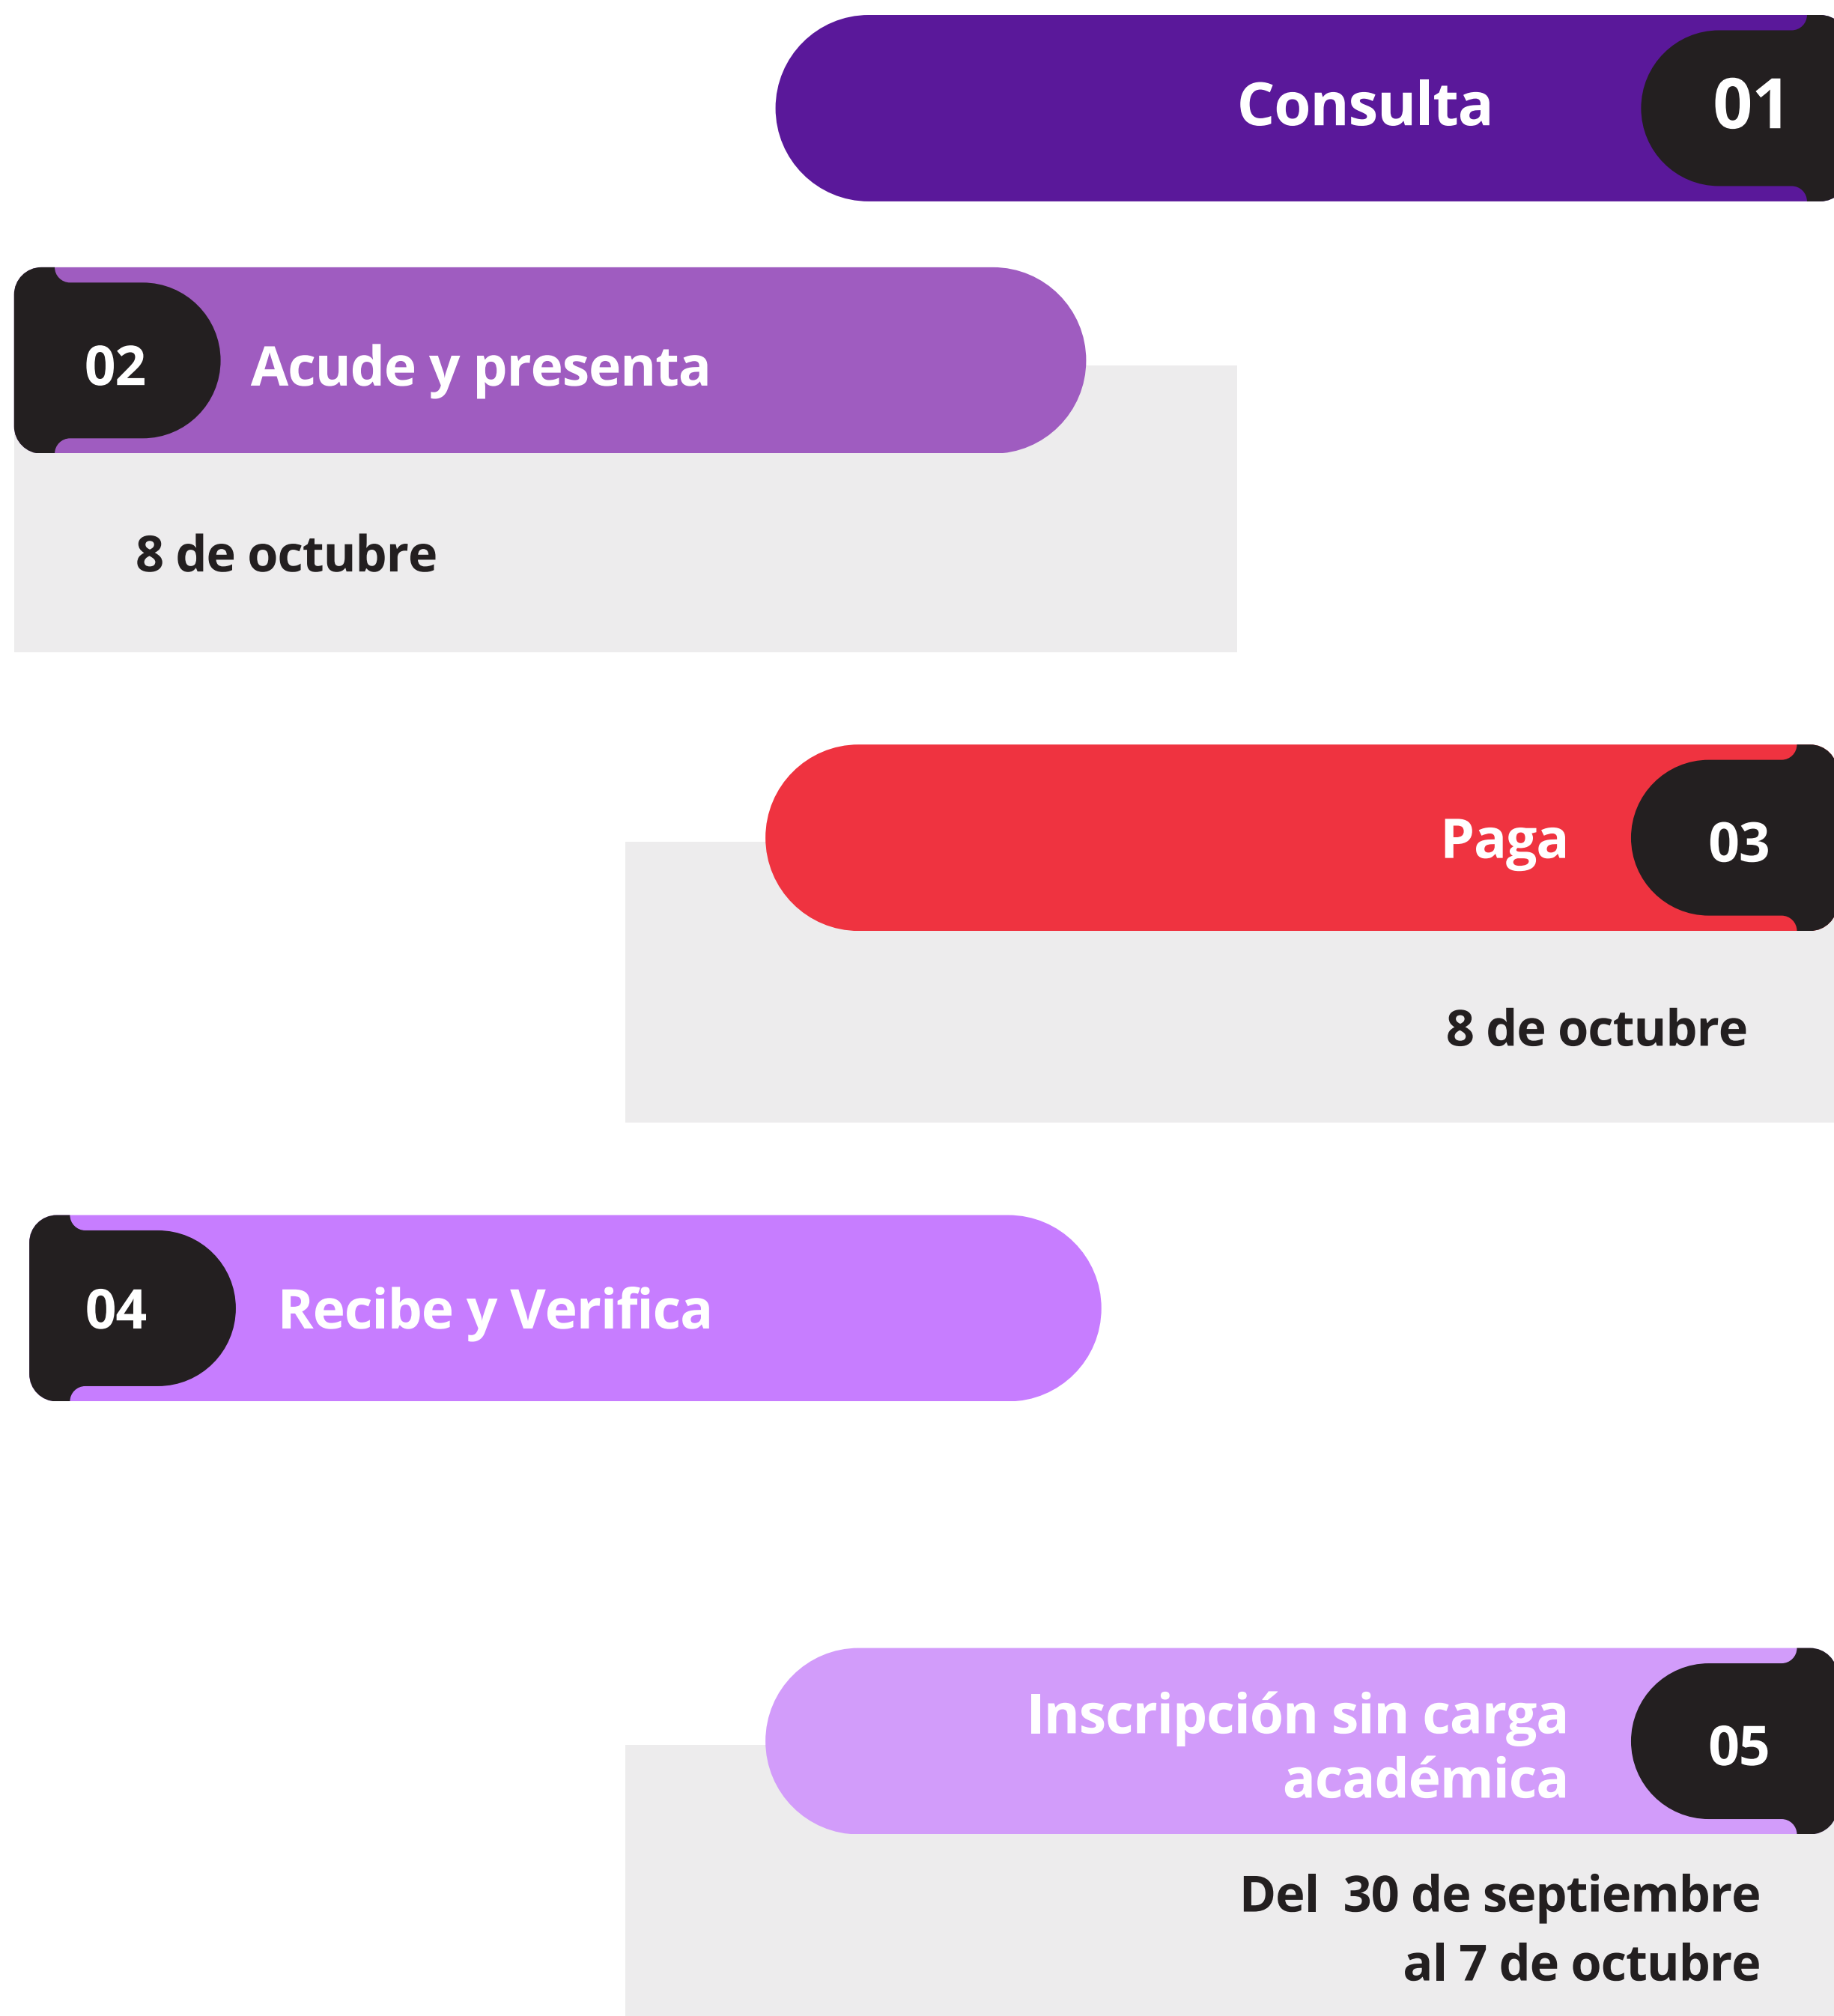 Consulta 01
02 Acude y presenta
8 de octubre
Paga 03
8 de octubre
04 Recibe y Verifica
Inscripción sin carga
académica
05
Del 30 de septiembre
al 7 de octubre